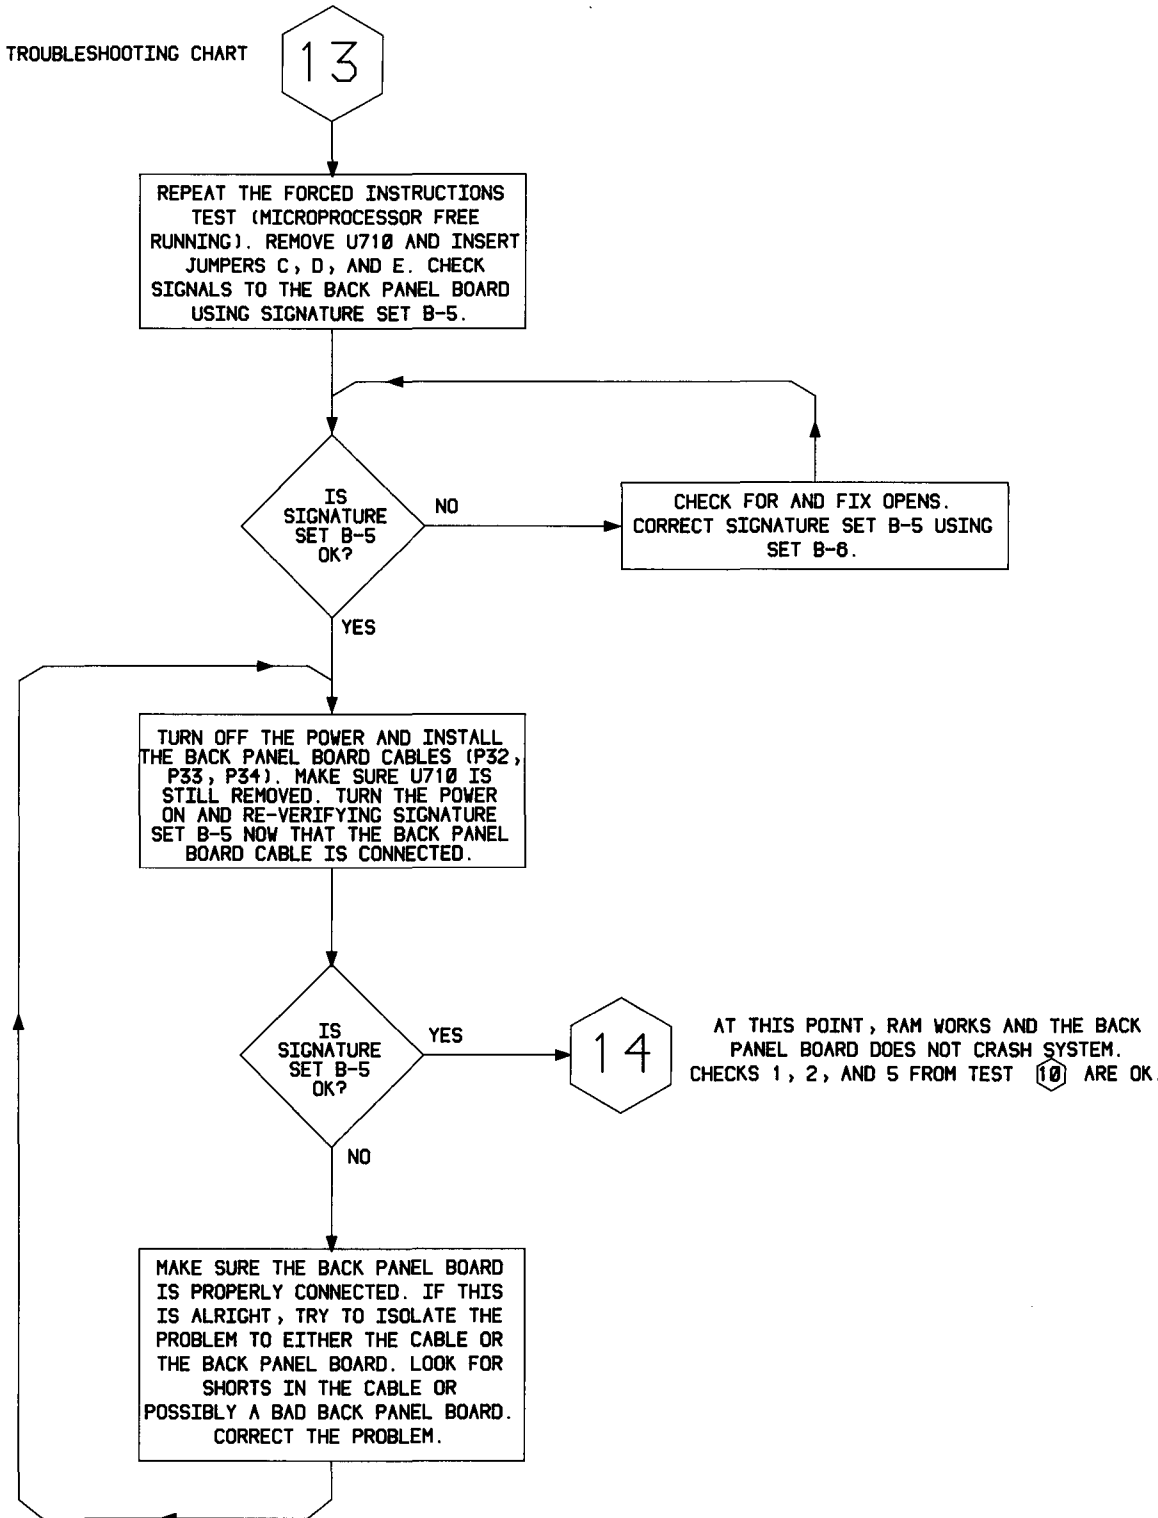 TROUBLESHOOTING CHART
13
REPEAT THE FORCED INSTRUCTIONS
TEST (MICROPROCESSOR FREE
RUNNING). REMOVE U710 AND INSERT
JUMPERS C, D, AND E. CHECK
SIGNALS TO THE BACK PANEL BOARD
USING SIGNATURE SET B-5.
IS
SIGNATURE
SET B-5
OK?
NO
CHECK FOR AND FIX OPENS.
CORRECT SIGNATURE SET B-5 USING
SET B-6.
YES
TURN OFF THE POWER AND INSTALL
THE BACK PANEL BOARD CABLES (P32,
P33, P34). MAKE SURE U710 IS
STILL REMOVED. TURN THE POWER
ON AND RE-VERIFYING SIGNATURE
SET B-5 NOW THAT THE BACK PANEL
BOARD CABLE IS CONNECTED.
IS
SIGNATURE
SET B-5
OK?
YES
14
AT THIS POINT, RAM WORKS AND THE BACK
PANEL BOARD DOES NOT CRASH SYSTEM.
CHECKS 1, 2, AND 5 FROM TEST 10 ARE OK.
NO
MAKE SURE THE BACK PANEL BOARD
IS PROPERLY CONNECTED. IF THIS
IS ALRIGHT, TRY TO ISOLATE THE
PROBLEM TO EITHER THE CABLE OR
THE BACK PANEL BOARD. LOOK FOR
SHORTS IN THE CABLE OR
POSSIBLY A BAD BACK PANEL BOARD.
CORRECT THE PROBLEM.